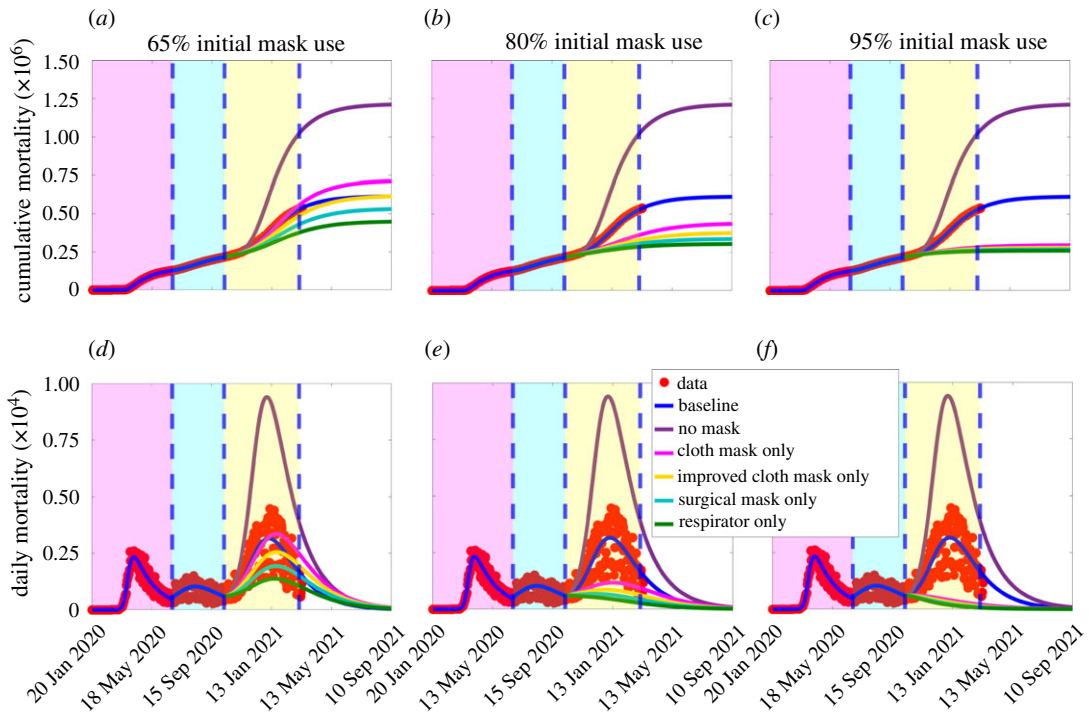 (a)
(b)
(c)
65% initial mask use
80% initial mask use
95% initial mask use
cumulative mortality (×10⁶)
1.50
1.25
1.00
0.75
0.50
0.25
0
(d)
(e)
(f)
daily mortality (×10⁴)
1.00
0.75
0.50
0.25
0
data
baseline
no mask
cloth mask only
improved cloth mask only
surgical mask only
respirator only
20 Jan 2020
18 May 2020
15 Sep 2020
13 Jan 2021
13 May 2021
10 Sep 2021
20 Jan 2020
13 May 2020
15 Sep 2020
13 Jan 2021
13 May 2021
10 Sep 2021
20 Jan 2020
18 May 2020
15 Sep 2020
13 Jan 2021
13 May 2021
10 Sep 2021